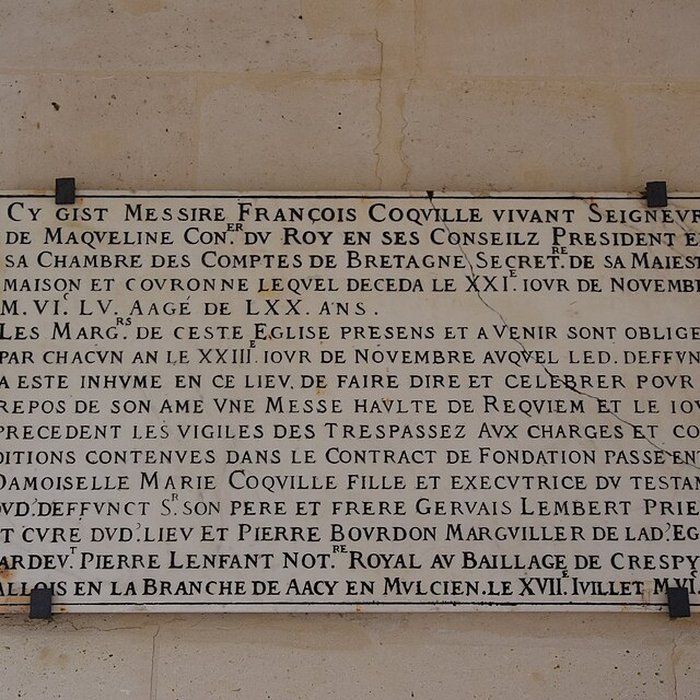 CY GIST MESSIRE FRANÇOIS COQVILLE VIVANT SEIGNEVR
DE MAQVELINE CON.ER DV ROY EN SES CONSEILZ PRESIDENT E
SA CHAMBRE DES COMPTES DE BRETAGNE SECRET.RE DE SA MAIEST
MAISON ET COVRONNE LEQVEL DECEDA LE XXI.E IOVR DE NOVEMBR
M.VI.C LV. AAGÉ DE LXX. ANS.
LES MARG.RS DE CESTE EGLISE PRESENS ET AVENIR SONT OBLIGE
PAR CHACVN AN LE XXIII.E IOVR DE NOVEMBRE AVQVEL LED. DEFFVN
A ESTE INHVME EN CE LIEV, DE FAIRE DIRE ET CELEBRER POVR
REPOS DE SON AME VNE MESSE HAVLTE DE REQVIEM ET LE IOV
PRECEDENT LES VIGILES DES TRESPASSEZ AVX CHARGES ET CO
DITIONS CONTENVES DANS LE CONTRACT DE FONDATION PASSE EN
DAMOISELLE MARIE COQVILLE FILLE ET EXECVTRICE DV TESTA
DVD.' DEFFVNCT S.R SON PERE ET FRERE GERVAIS LEMBERT PRIE
T CVRÉ DVD.' LIEV ET PIERRE BOVRDON MARGVILLER DE LAD.' EG
ARDEV.T PIERRE LENFANT NOT.RE ROYAL AV BAILLAGE DE CRESPY
ALLOIS EN LA BRANCHE DE AACY EN MVLCIEN. LE XVII.E IVILLET M.VI.